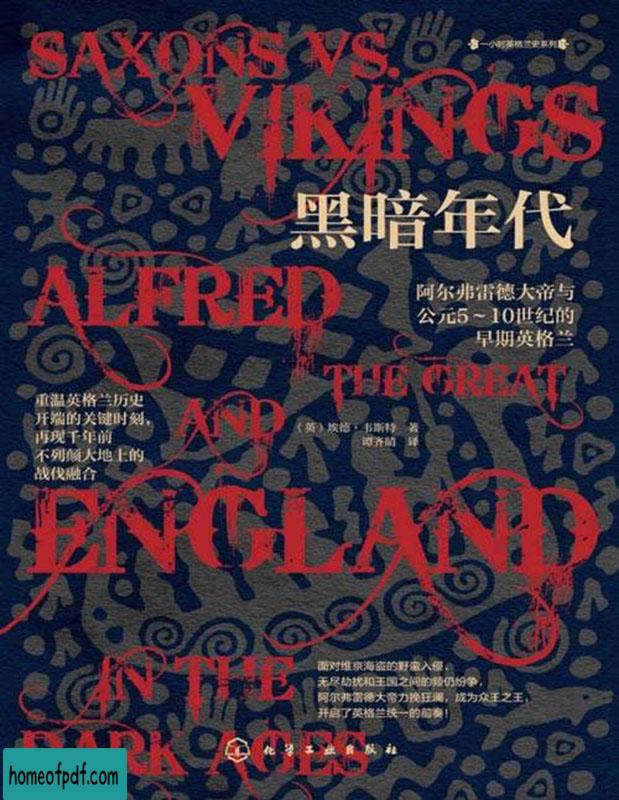 一小时英格兰史系列
SAXONS VS.
VIKINGS
黑暗年代
ALFRED
阿尔弗雷德大帝与
公元5~10世纪的
早期英格兰
THE GREAT
重温英格兰历史
开端的关键时刻,
再现千年前
不列颠大地上的
战伐融合
AND
(英)埃德·韦斯特 著
谭齐晴 译
ENGLAND
IN THE
面对维京海盗的野蛮入侵,
无尽劫扰和王国之间的频仍纷争,
阿尔弗雷德大帝力挽狂澜,成为众王之王,
开启了英格兰统一的前奏!
DARK AGES
化学工业出版社
homeofpdf.com